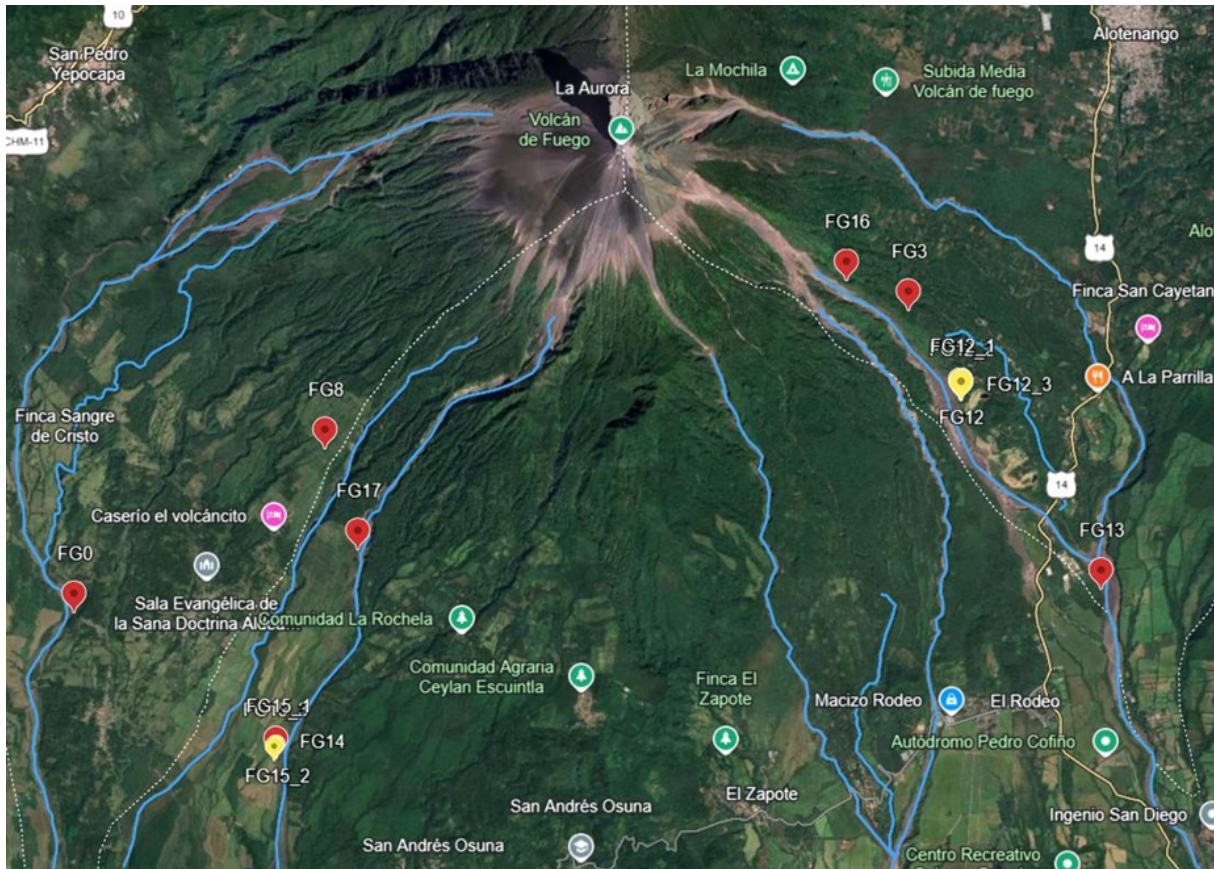 10
San Pedro
Yepocapa
CHM-11
La Aurora
Volcán
de Fuego
La Mochila
Subida Media
Volcán de fuego
Alotenango
14
Alo
FG16
FG3
Finca San Cayetan
FG12_1
FG12_3
FG12
A La Parrilla
14
FG13
FG8
Finca Sangre
de Cristo
FG17
Caserío el volcáncito
FG0
Sala Evangélica de
la Sana Doctrina
Comunidad La Rochela
Comunidad Agraria
Ceylan Escuintla
Finca El
Zapote
Macizo Rodeo
El Rodeo
Autódromo Pedro Cofiño
FG15_1
FG14
FG15_2
El Zapote
San Andrés Osuna
San Andrés Osuna
Ingenio San Diego
Centro Recreativo